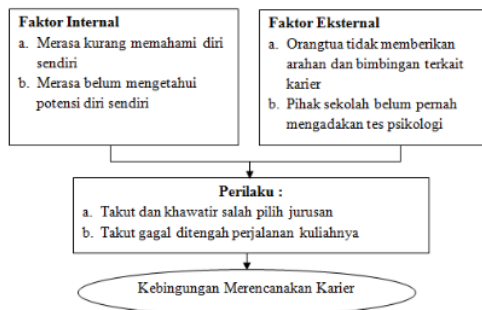 Faktor Internal
a. Merasa kurang memahami diri
sendiri
b. Merasa belum mengetahui
potensi diri sendiri
Faktor Eksternal
a. Orangtua tidak memberikan
arahan dan bimbingan terkait
karier
b. Pihak sekolah belum pernah
mengadakan tes psikologi
Perilaku :
a. Takut dan khawatir salah pilih jurusan
b. Takut gagal ditengah perjalanan kuliahnya
Kebingungan Merencanakan Karier